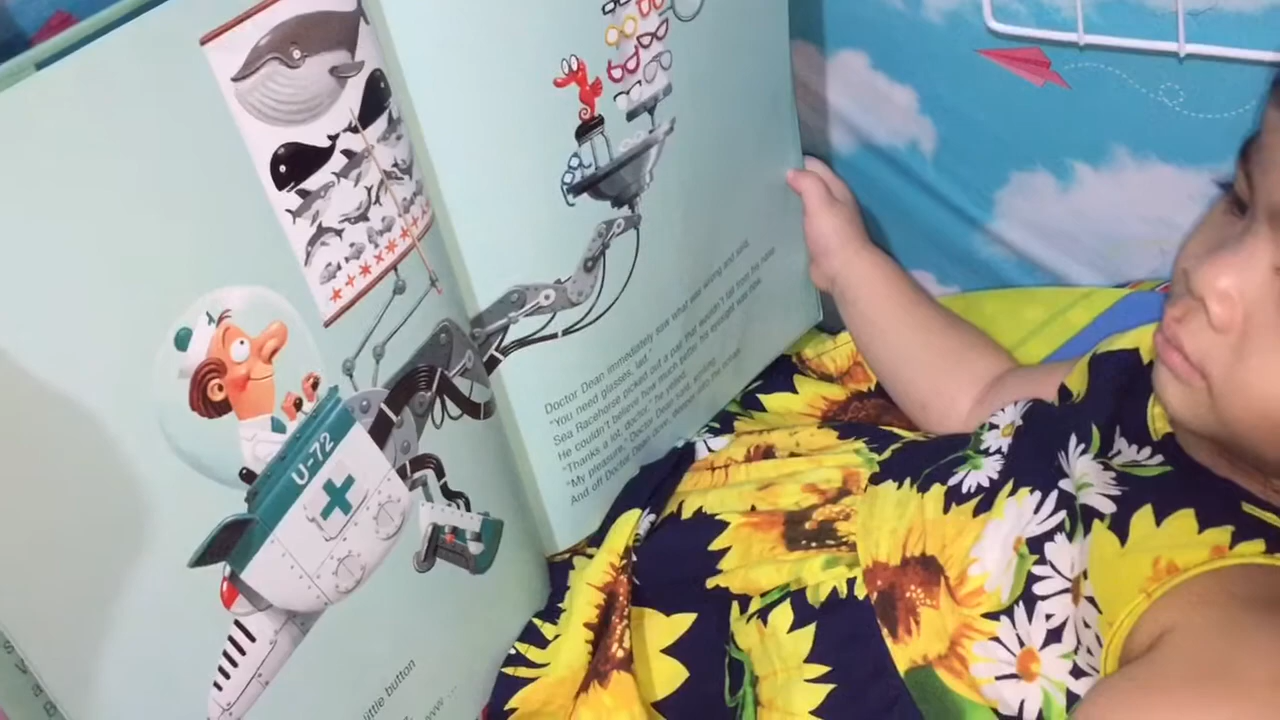 U-72
little button
Doctor Dean immediately saw what was wrong and said,
"You need glasses, lad."
Sea Racehorse picked out a pair that wouldn't fall from his nose
He couldn't believe how much better his eyesight was now.
"Thanks a lot, doctor," he yelled.
"My pleasure," Doctor Dean said, smiling
And off Doctor Dean dove, deeper into the ocean